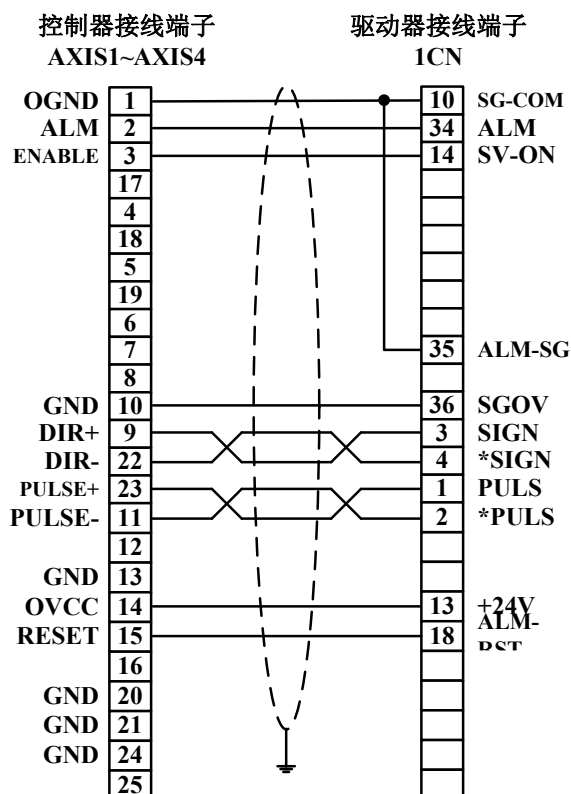 控制器接线端子 驱动器接线端子
AXIS1~AXIS4 1CN
OGND 1 10 SG-COM
ALM 2 34 ALM
ENABLE 3 14 SV-ON
17
4
18
5
19
6
7 35 ALM-SG
8
GND 10 36 SGOV
DIR+ 9 3 SIGN
DIR- 22 4 *SIGN
PULSE+ 23 1 PULS
PULSE- 11 2 *PULS
12
GND 13
OVCC 14 13 +24V
RESET 15 18 ALM-
16
GND 20
GND 21
GND 24
25